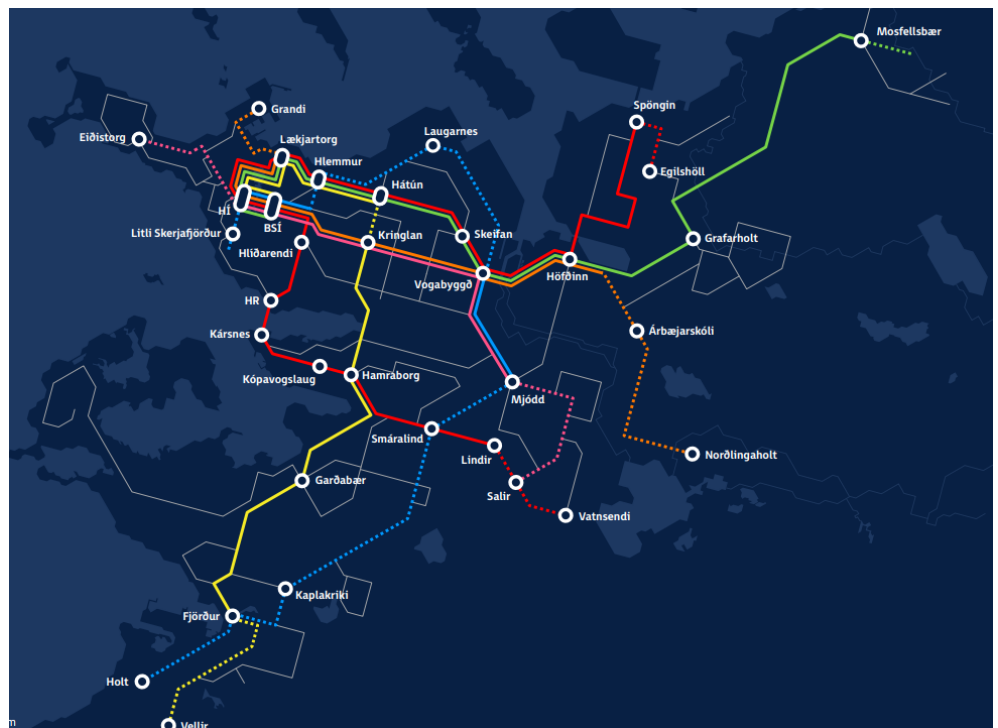 Mosfellsbær
Grandi
Spöngin
Eiðistorg
Lækjartorg
Laugarnes
Hlemmur
Egilshöll
Hátún
HÍ
BSÍ
Litli Skerjafjörður
Kringlan
Skeifan
Grafarholt
Hlíðarendi
Vogabyggð
Höfðinn
HR
Kársnes
Árbæjarskóli
Kópavogslaug
Hamraborg
Mjódd
Smáralind
Lindir
Norðlingaholt
Garðabær
Salir
Vatnsendi
Kaplakriki
Fjörður
Holt
m
Vellir